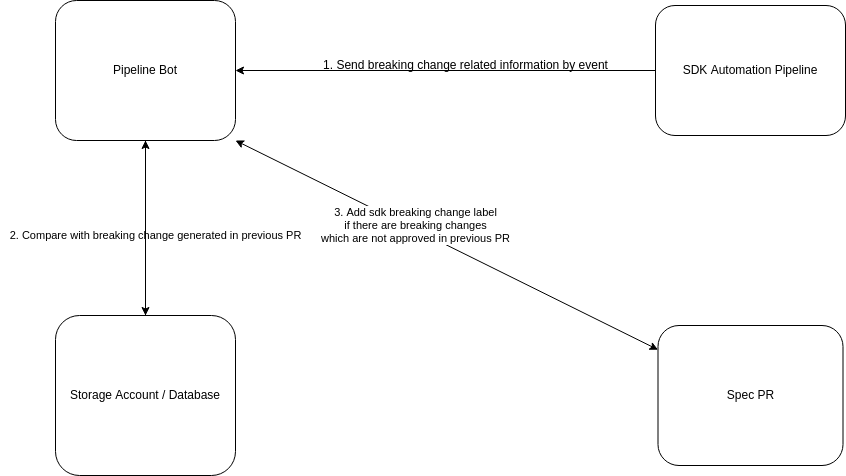 Pipeline Bot
1. Send breaking change related information by event
SDK Automation Pipeline
2. Compare with breaking change generated in previous PR
3. Add sdk breaking change label
if there are breaking changes
which are not approved in previous PR
Storage Account / Database
Spec PR